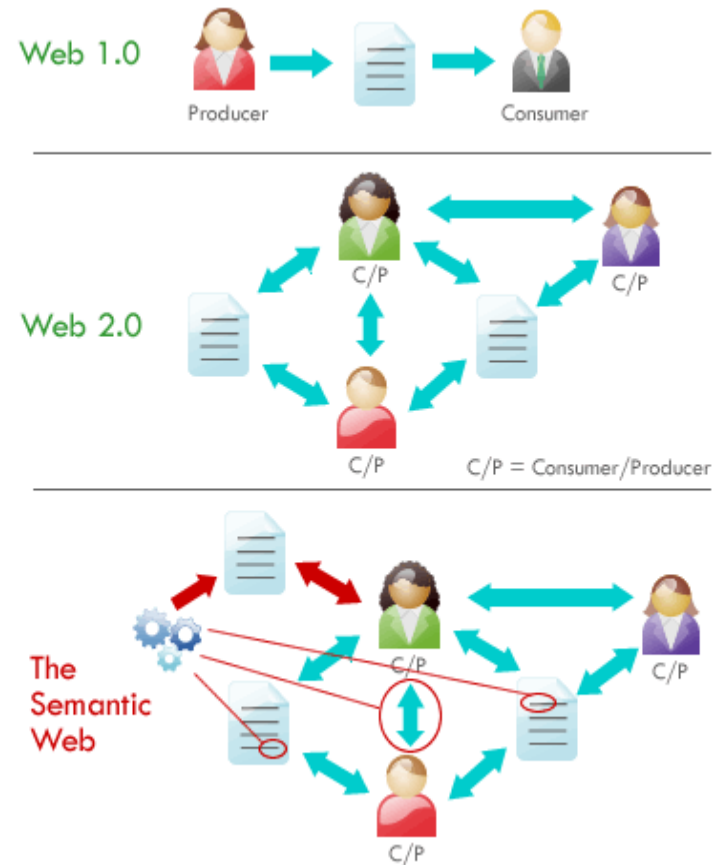 Web 1.0
Producer
Consumer
C/P
C/P
Web 2.0
C/P
C/P = Consumer/Producer
C/P
C/P
The
Semantic
Web
C/P